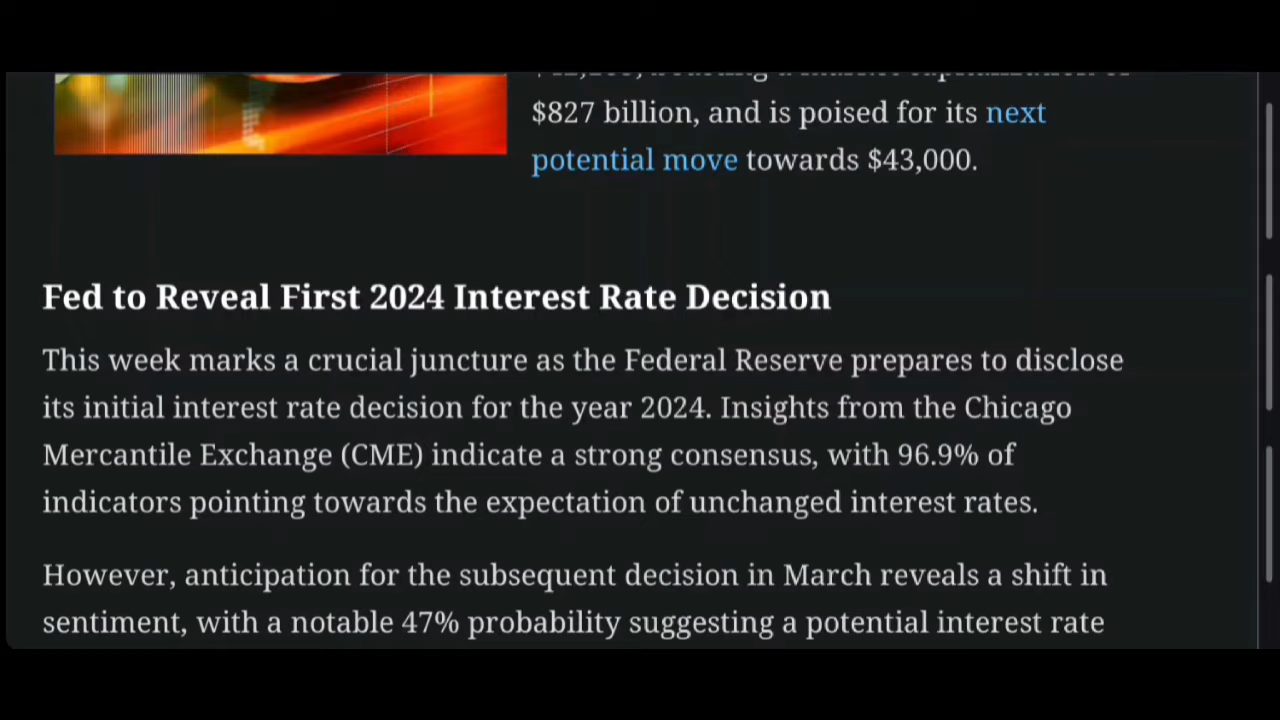 $827 billion, and is poised for its next
potential move towards $43,000.
Fed to Reveal First 2024 Interest Rate Decision
This week marks a crucial juncture as the Federal Reserve prepares to disclose
its initial interest rate decision for the year 2024. Insights from the Chicago
Mercantile Exchange (CME) indicate a strong consensus, with 96.9% of
indicators pointing towards the expectation of unchanged interest rates.
However, anticipation for the subsequent decision in March reveals a shift in
sentiment, with a notable 47% probability suggesting a potential interest rate